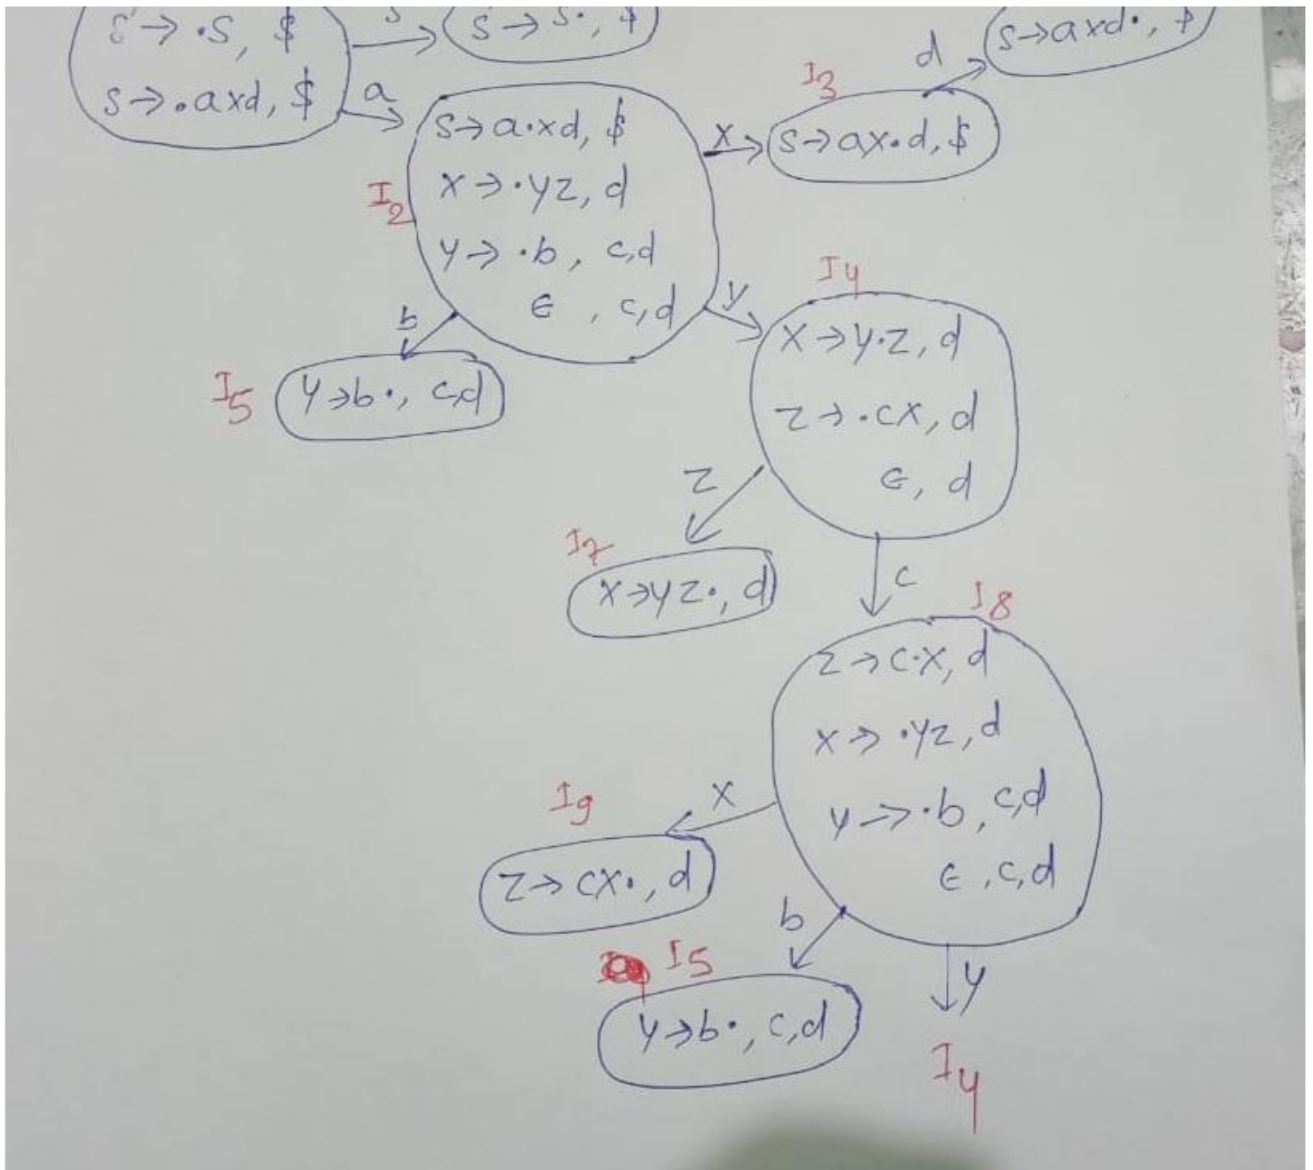 S' → ·S, $
S
S → S·, $
S → ·aXd, $
a
d
S → aXd·, $
I3
S → aX·d, $
X
I2
S → a·Xd, $
X → ·YZ, d
Y → ·b, c,d
ϵ, c,d
b
Y
I5
Y → b·, c,d
I4
X → Y·Z, d
Z → ·cX, d
ϵ, d
Z
I7
X → YZ·, d
c
I8
Z → c·X, d
X → ·YZ, d
Y → ·b, c,d
ϵ, c,d
X
I9
Z → cX·, d
b
I5
Y → b·, c,d
Y
I4